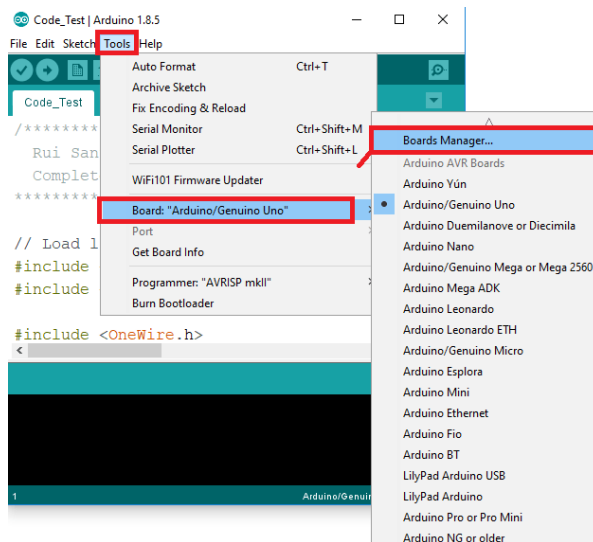 Code_Test | Arduino 1.8.5
File Edit Sketch Tools Help
Auto Format Ctrl+T
Archive Sketch
Fix Encoding & Reload
Serial Monitor Ctrl+Shift+M
Serial Plotter Ctrl+Shift+L
WiFi101 Firmware Updater
Board: "Arduino/Genuino Uno"
Port
Get Board Info
Programmer: "AVRISP mkII"
Burn Bootloader
Code_Test
/********
Rui San
Complet
*********
// Load l
#include
#include
#include <OneWire.h>
1 Arduino/Genuin
Boards Manager...
Arduino AVR Boards
Arduino Yún
Arduino/Genuino Uno
Arduino Duemilanove or Diecimila
Arduino Nano
Arduino/Genuino Mega or Mega 2560
Arduino Mega ADK
Arduino Leonardo
Arduino Leonardo ETH
Arduino/Genuino Micro
Arduino Esplora
Arduino Mini
Arduino Ethernet
Arduino Fio
Arduino BT
LilyPad Arduino USB
LilyPad Arduino
Arduino Pro or Pro Mini
Arduino NG or older